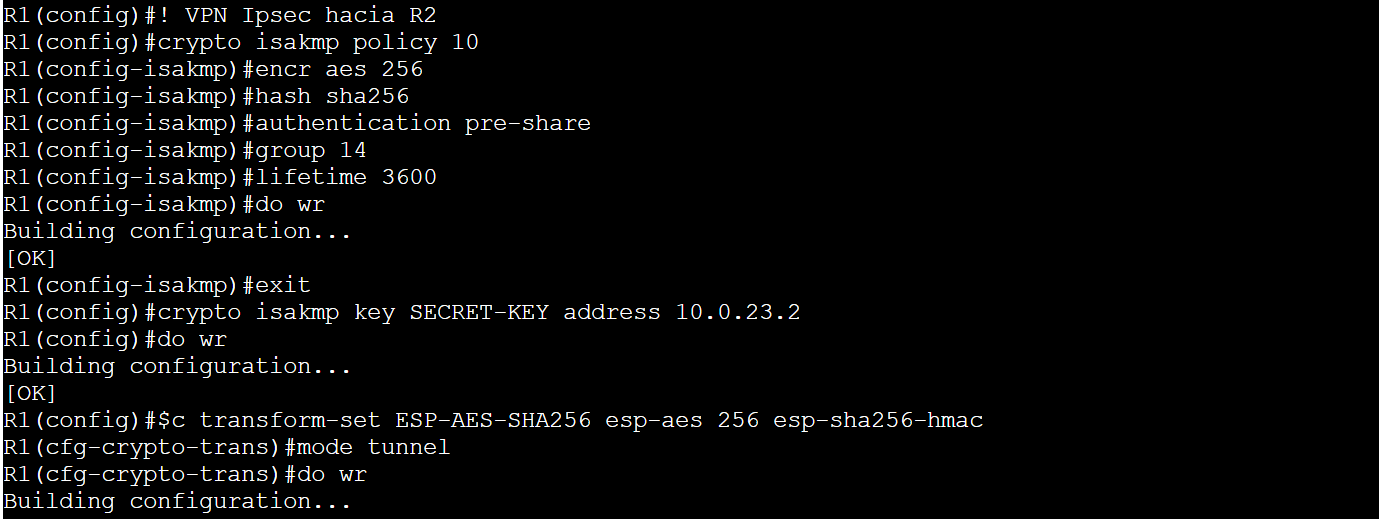 R1(config)#! VPN Ipsec hacia R2
R1(config)#crypto isakmp policy 10
R1(config-isakmp)#encr aes 256
R1(config-isakmp)#hash sha256
R1(config-isakmp)#authentication pre-share
R1(config-isakmp)#group 14
R1(config-isakmp)#lifetime 3600
R1(config-isakmp)#do wr
Building configuration...
[OK]
R1(config-isakmp)#exit
R1(config)#crypto isakmp key SECRET-KEY address 10.0.23.2
R1(config)#do wr
Building configuration...
[OK]
R1(config)#$c transform-set ESP-AES-SHA256 esp-aes 256 esp-sha256-hmac
R1(cfg-crypto-trans)#mode tunnel
R1(cfg-crypto-trans)#do wr
Building configuration...